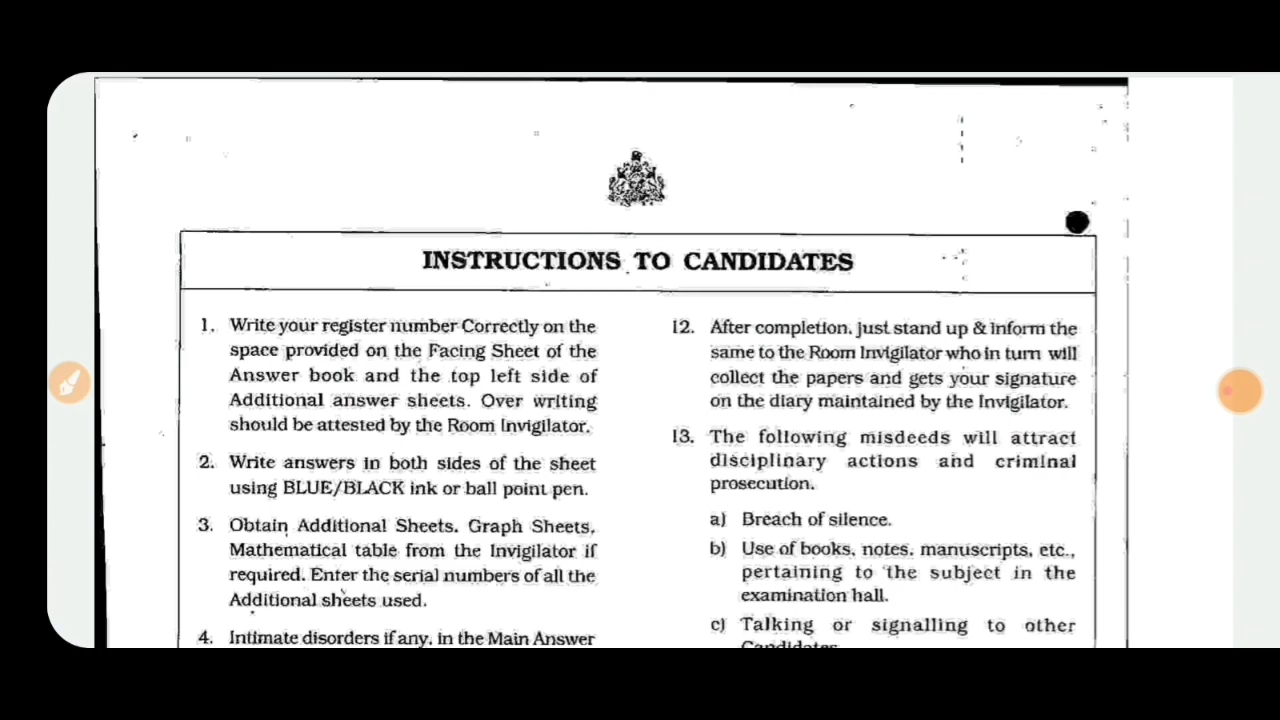 INSTRUCTIONS TO CANDIDATES
1. Write your register number Correctly on the
space provided on the Facing Sheet of the
Answer book and the top left side of
Additional answer sheets. Over writing
should be attested by the Room Invigilator.
2. Write answers in both sides of the sheet
using BLUE/BLACK ink or ball point pen.
3. Obtain Additional Sheets, Graph Sheets,
Mathematical table from the Invigilator if
required. Enter the serial numbers of all the
Additional sheets used.
4. Intimate disorders if any, in the Main Answer
12. After completion, just stand up & inform the
same to the Room Invigilator who in turn will
collect the papers and gets your signature
on the diary maintained by the Invigilator.
13. The following misdeeds will attract
disciplinary actions and criminal
prosecution.
a) Breach of silence.
b) Use of books, notes, manuscripts, etc.,
pertaining to the subject in the
examination hall.
c) Talking or signalling to other
Candidates